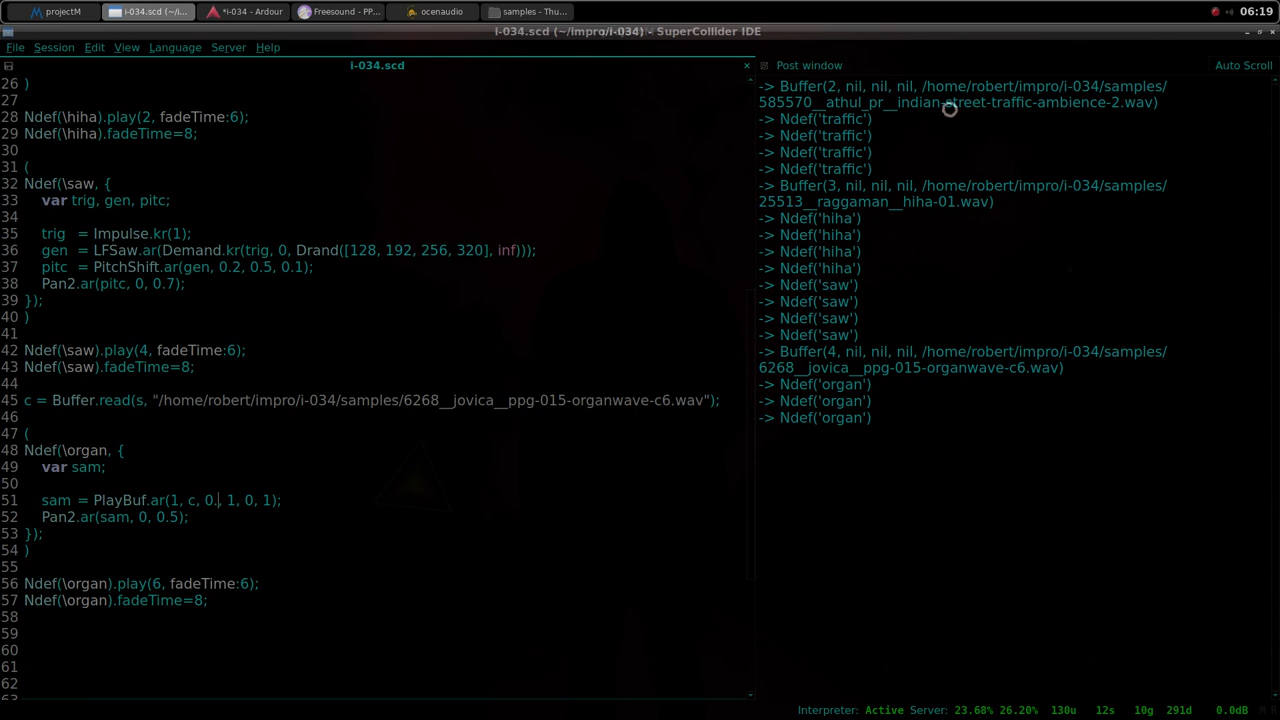 projectM
i-034.scd (~/i...
*i-034 - Ardour
Freesound - PP...
ocenaudio
samples - Thu...
06:19
i-034.scd (~/impro/i-034) - SuperCollider IDE
File Session Edit View Language Server Help
i-034.scd
Post window
Auto Scroll
26 )
27
28 Ndef(\hiha).play(2, fadeTime:6);
29 Ndef(\hiha).fadeTime=8;
30
31 (
32 Ndef(\saw, {
33 var trig, gen, pitc;
34
35 trig = Impulse.kr(1);
36 gen = LFSaw.ar(Demand.kr(trig, 0, Drand([128, 192, 256, 320], inf)));
37 pitc = PitchShift.ar(gen, 0.2, 0.5, 0.1);
38 Pan2.ar(pitc, 0, 0.7);
39 });
40 )
41
42 Ndef(\saw).play(4, fadeTime:6);
43 Ndef(\saw).fadeTime=8;
44
45 c = Buffer.read(s, "/home/robert/impro/i-034/samples/6268__jovica__ppg-015-organwave-c6.wav");
46
47 (
48 Ndef(\organ, {
49 var sam;
50
51 sam = PlayBuf.ar(1, c, 0., 1, 0, 1);
52 Pan2.ar(sam, 0, 0.5);
53 });
54 )
55
56 Ndef(\organ).play(6, fadeTime:6);
57 Ndef(\organ).fadeTime=8;
58
59
60
61
62
-> Buffer(2, nil, nil, nil, /home/robert/impro/i-034/samples/
585570__athul_pr__indian-street-traffic-ambience-2.wav)
-> Ndef('traffic')
-> Ndef('traffic')
-> Ndef('traffic')
-> Ndef('traffic')
-> Buffer(3, nil, nil, nil, /home/robert/impro/i-034/samples/
25513__raggaman__hiha-01.wav)
-> Ndef('hiha')
-> Ndef('hiha')
-> Ndef('hiha')
-> Ndef('hiha')
-> Ndef('saw')
-> Ndef('saw')
-> Ndef('saw')
-> Ndef('saw')
-> Buffer(4, nil, nil, nil, /home/robert/impro/i-034/samples/
6268__jovica__ppg-015-organwave-c6.wav)
-> Ndef('organ')
-> Ndef('organ')
-> Ndef('organ')
Interpreter: Active Server: 23.68% 26.20% 130u 12s 10g 291d 0.0dB